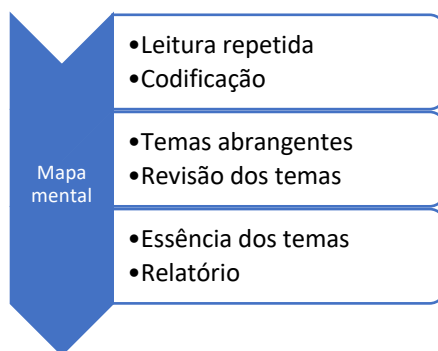 •Leitura repetida
•Codificação
•Temas abrangentes
•Revisão dos temas
Mapa
mental
•Essência dos temas
•Relatório